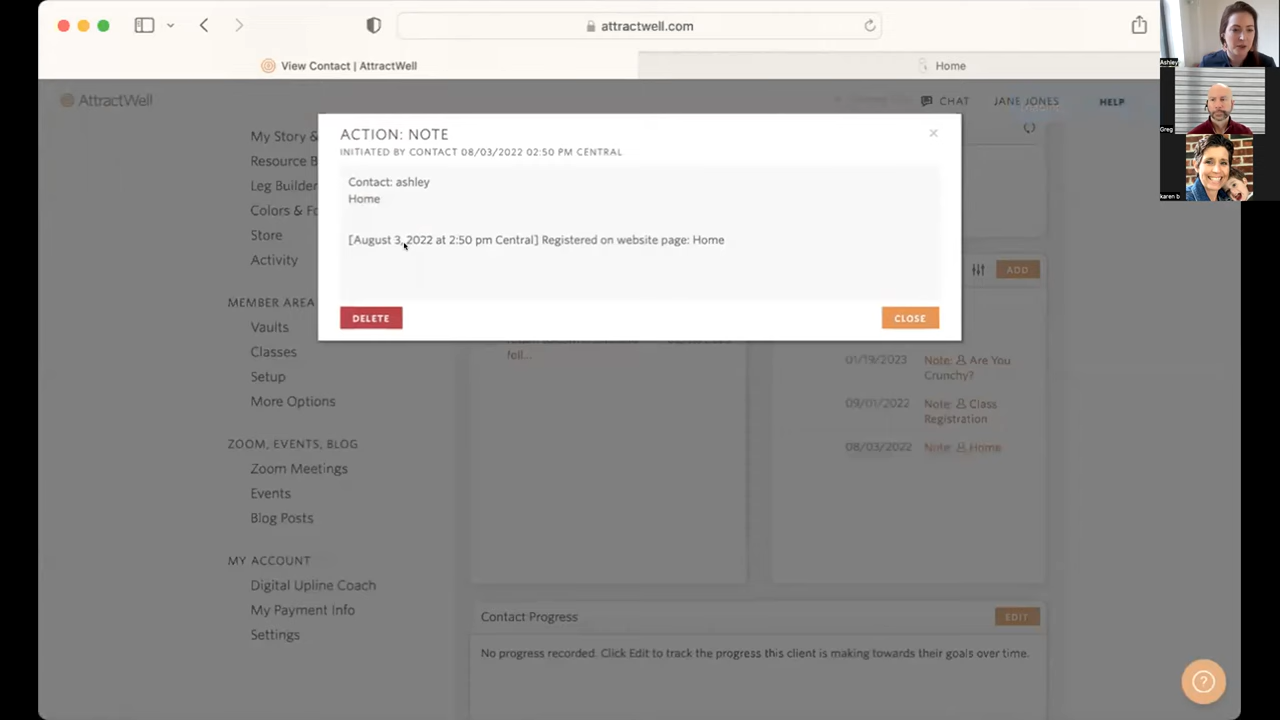 attractwell.com
View Contact | AttractWell
Home
AttractWell
CHAT
JANE JONES
HELP
My Story &
Resource B
Leg Builder
Colors & Fo
Store
Activity
MEMBER AREA
Vaults
Classes
Setup
More Options
ZOOM, EVENTS, BLOG
Zoom Meetings
Events
Blog Posts
MY ACCOUNT
Digital Upline Coach
My Payment Info
Settings
ACTION: NOTE
INITIATED BY CONTACT 08/03/2022 02:50 PM CENTRAL
Contact: ashley
Home
[August 3, 2022 at 2:50 pm Central] Registered on website page: Home
DELETE
CLOSE
ADD
foll...
01/19/2023 Note: Are You
Crunchy?
09/01/2022 Note: Class
Registration
08/03/2022 Note: Home
Contact Progress
EDIT
No progress recorded. Click Edit to track the progress this client is making towards their goals over time.
?
Ashley
Greg
karen b